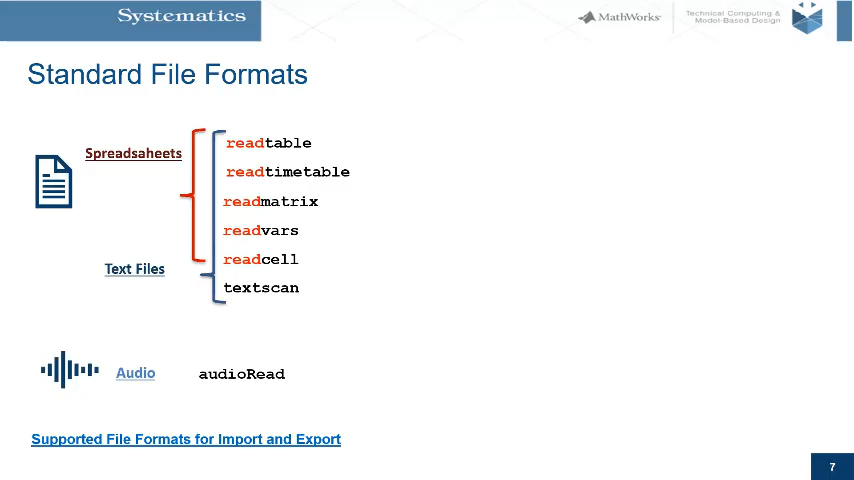 Systematics
MathWorks
Technical Computing &
Model-Based Design
Standard File Formats
Spreadsaheets
readtable
readtimetable
readmatrix
readvars
readcell
Text Files
textscan
Audio
audioRead
Supported File Formats for Import and Export
7